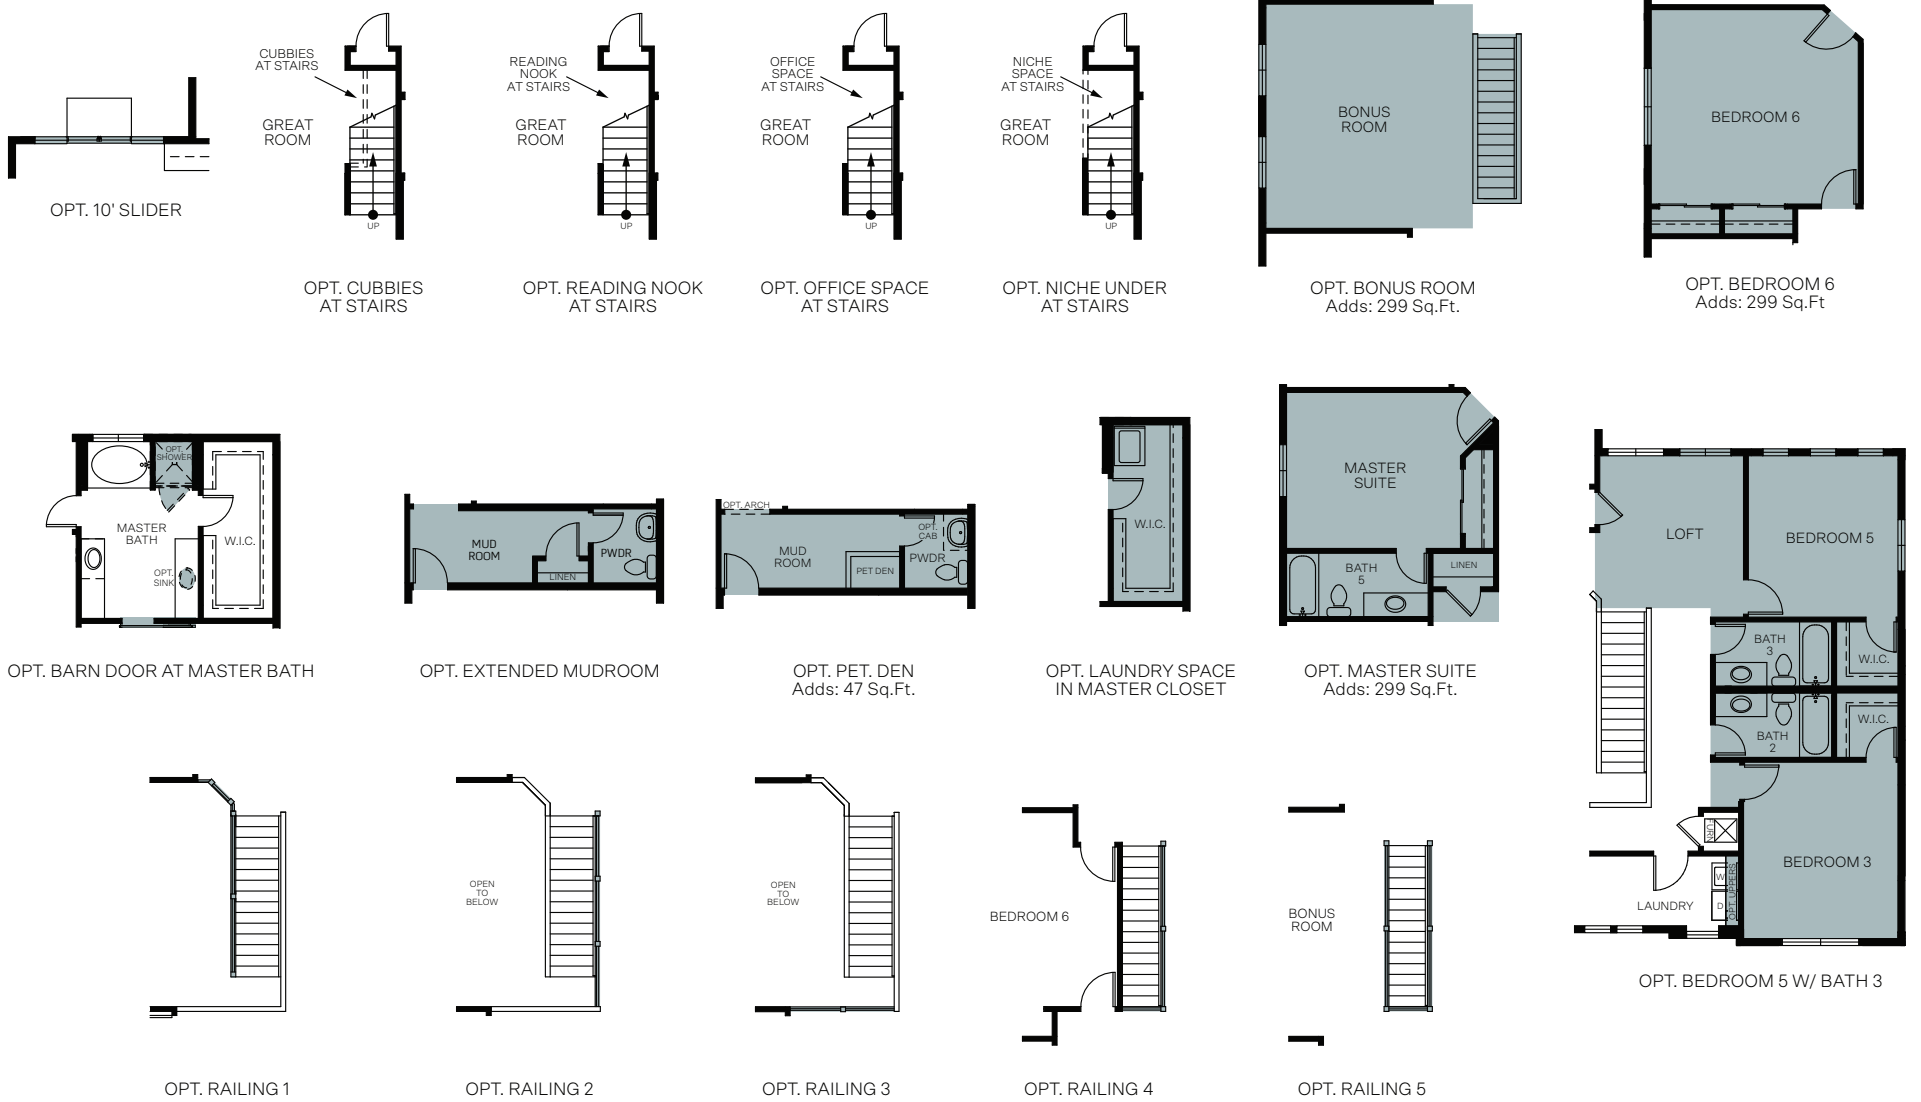 OPT. 10' SLIDER
CUBBIES
AT STAIRS
GREAT
ROOM
UP
OPT. CUBBIES
AT STAIRS
READING
NOOK
AT STAIRS
GREAT
ROOM
UP
OPT. READING NOOK
AT STAIRS
OFFICE
SPACE
AT STAIRS
GREAT
ROOM
UP
OPT. OFFICE SPACE
AT STAIRS
NICHE
SPACE
AT STAIRS
GREAT
ROOM
UP
OPT. NICHE UNDER
AT STAIRS
BONUS
ROOM
OPT. BONUS ROOM
Adds: 299 Sq.Ft.
BEDROOM 6
OPT. BEDROOM 6
Adds: 299 Sq.Ft
OPT.
SHOWER
MASTER
BATH
W.I.C.
OPT.
SINK
OPT. BARN DOOR AT MASTER BATH
MUD
ROOM
LINEN
PWDR
OPT. EXTENDED MUDROOM
OPT. ARCH
MUD
ROOM
PET DEN
OPT.
CAB
PWDR
OPT. PET. DEN
Adds: 47 Sq.Ft.
W.I.C.
OPT. LAUNDRY SPACE
IN MASTER CLOSET
MASTER
SUITE
BATH
5
LINEN
OPT. MASTER SUITE
Adds: 299 Sq.Ft.
LOFT
BEDROOM 5
BATH
3
W.I.C.
W.I.C.
BATH
2
FURN
BEDROOM 3
W
D
OPT. UPPERS
LAUNDRY
OPT. BEDROOM 5 W/ BATH 3
OPT. RAILING 1
OPEN
TO
BELOW
OPT. RAILING 2
OPEN
TO
BELOW
OPT. RAILING 3
BEDROOM 6
OPT. RAILING 4
BONUS
ROOM
OPT. RAILING 5